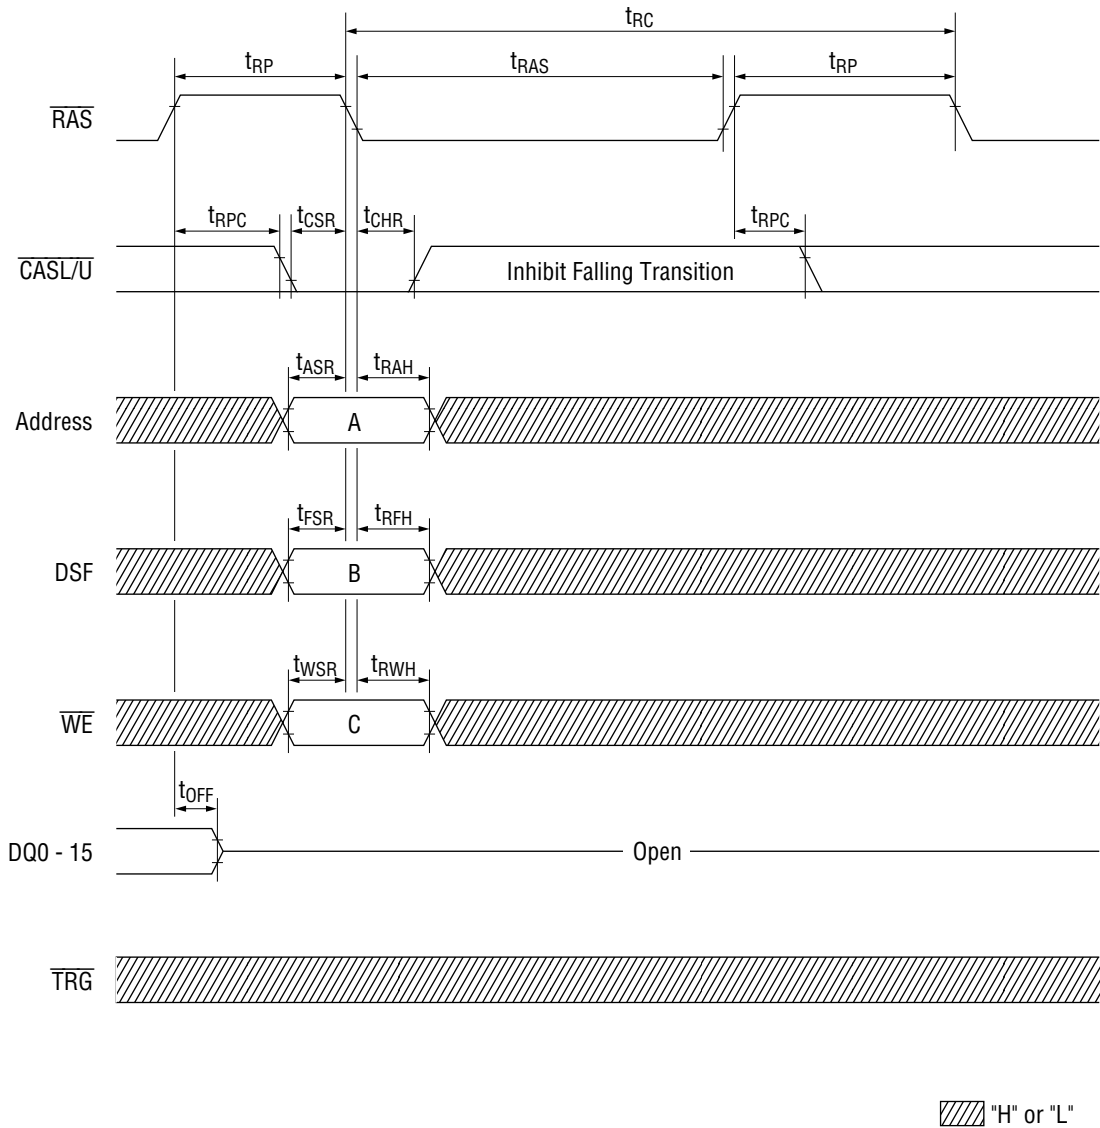 tRC
tRP tRAS tRP
RAS
tRPC tCSR tCHR tRPC
CASL/U Inhibit Falling Transition
tASR tRAH
Address A
tFSR tRFH
DSF B
tWSR tRWH
WE C
tOFF
DQ0 - 15 Open
TRG
"H" or "L"